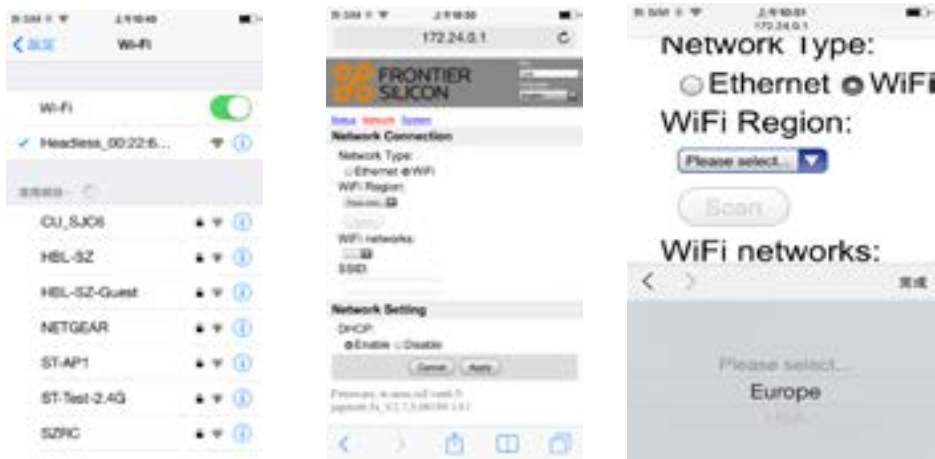 Wi-Fi
Wi-Fi
Headless_00:22:6...
CU_SJC6
HBL-SZ
HBL-SZ-Guest
NETGEAR
ST-AP1
ST-Test-2.4G
SZRC
172.24.0.1
FRONTIER
SILICON
Status Network System
Network Connection
Network Type:
Ethernet WiFi
WiFi Region:
WiFi networks:
SSID:
Network Setting
DHCP:
Enable Disable
Cancel Apply
172.24.0.1
Network Type:
Ethernet WiFi
WiFi Region:
Please select...
Scan
WiFi networks:
完成
Please select...
Europe
USA